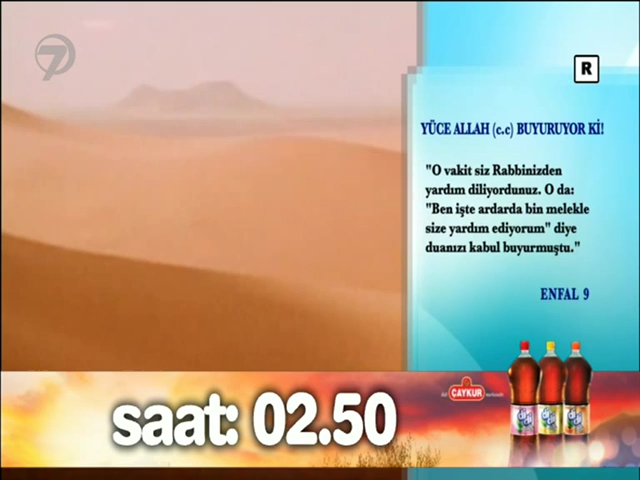 7
R
YÜCE ALLAH (c.c) BUYURUYOR Kİ!
"O vakit siz Rabbinizden
yardım diliyordunuz. O da:
"Ben işte ardarda bin melekle
size yardım ediyorum" diye
duanızı kabul buyurmuştu."
ENFAL 9
saat: 02.50
ÇAYKUR